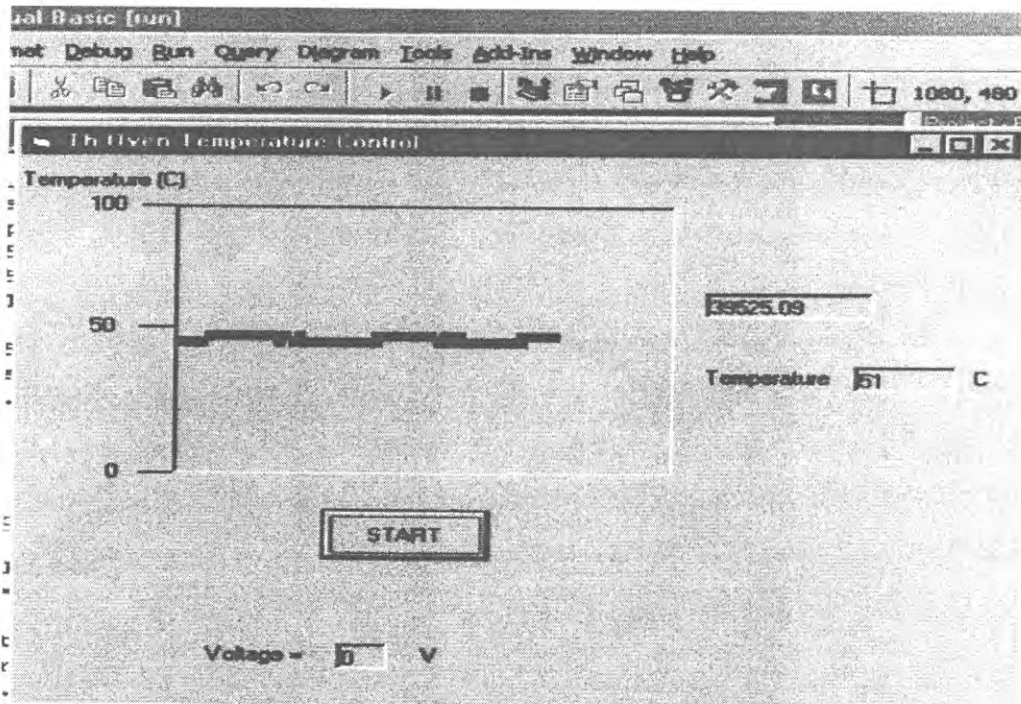 ual Basic [run]
mat Debug Run Query Diagram Tools Add-Ins Window Help
1080, 480
Th Oven Temperature Control
Temperature (C)
100
50
0
39525.09
Temperature 51 C
START
Voltage = 0 V